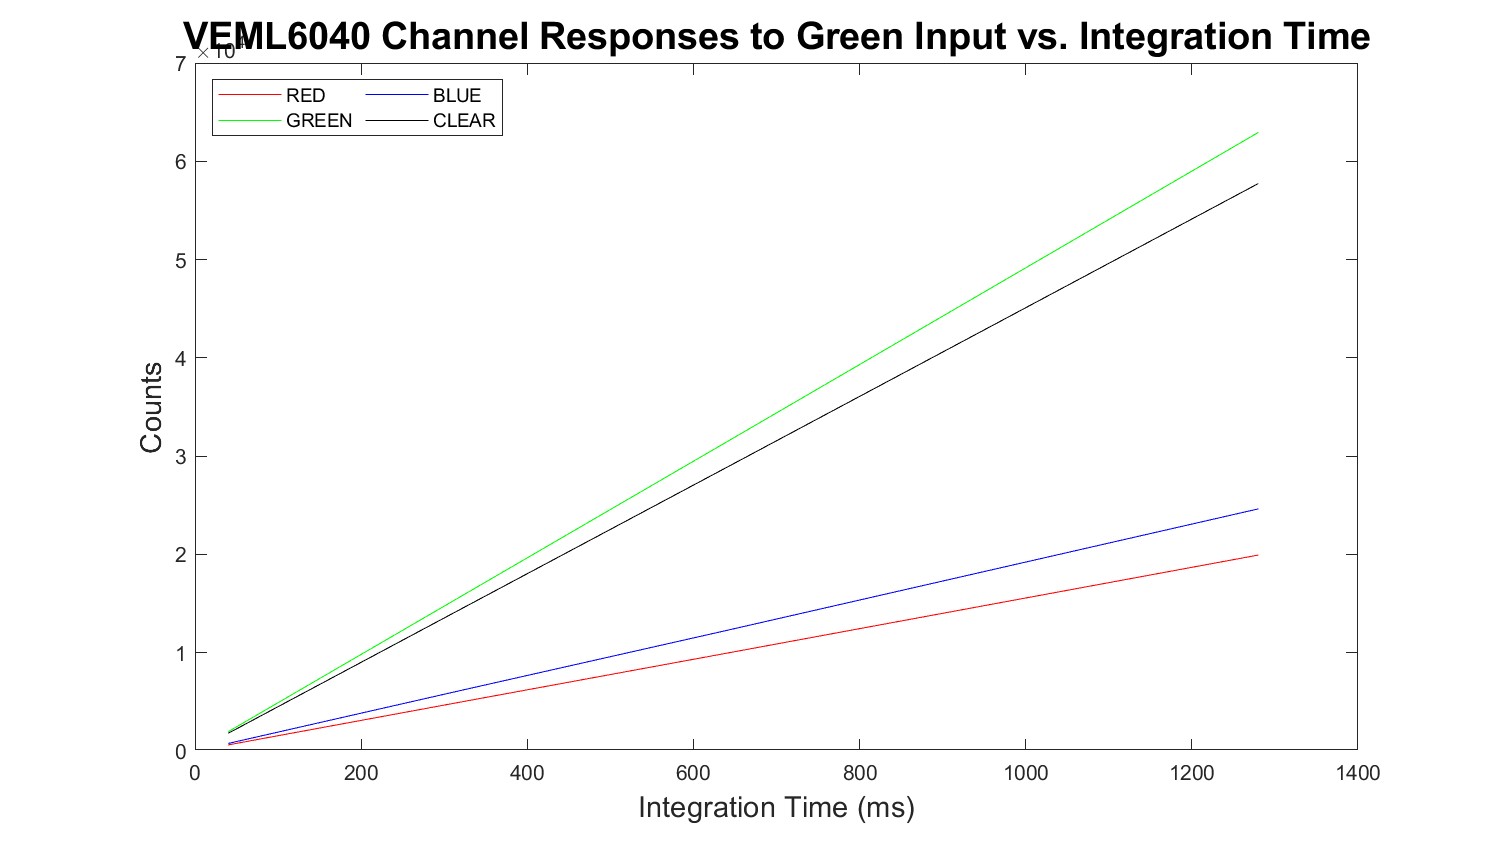 VEML6040 Channel Responses to Green Input vs. Integration Time
×10⁴
7
RED BLUE
GREEN CLEAR
6
5
4
Counts
3
2
1
0
0 200 400 600 800 1000 1200 1400
Integration Time (ms)